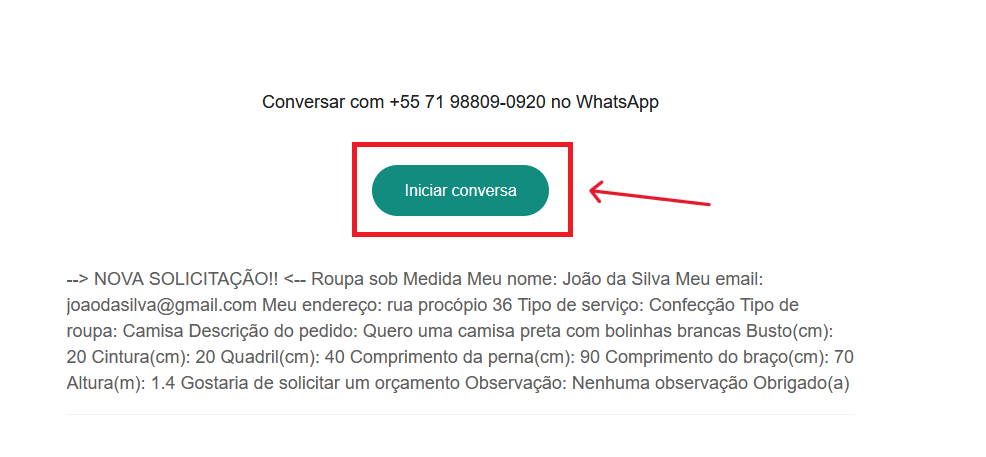 Conversar com +55 71 98809-0920 no WhatsApp
Iniciar conversa
--> NOVA SOLICITAÇÃO!! <-- Roupa sob Medida Meu nome: João da Silva Meu email:
joaodasilva@gmail.com Meu endereço: rua procópio 36 Tipo de serviço: Confecção Tipo de
roupa: Camisa Descrição do pedido: Quero uma camisa preta com bolinhas brancas Busto(cm):
20 Cintura(cm): 20 Quadril(cm): 40 Comprimento da perna(cm): 90 Comprimento do braço(cm): 70
Altura(m): 1.4 Gostaria de solicitar um orçamento Observação: Nenhuma observação Obrigado(a)